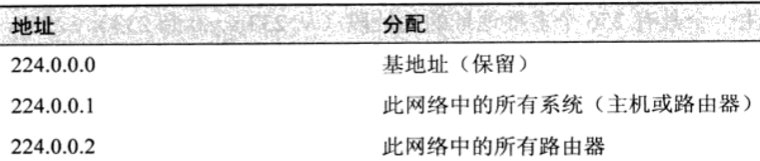 地址 分配
224.0.0.0 基地址（保留）
224.0.0.1 此网络中的所有系统（主机或路由器）
224.0.0.2 此网络中的所有路由器